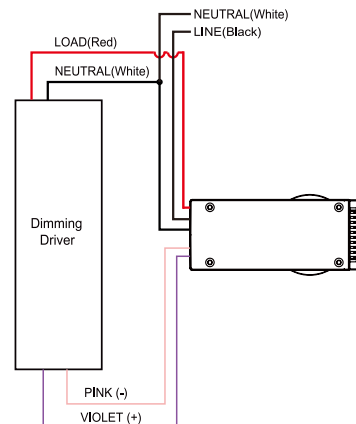 NEUTRAL(White)
LINE(Black)
LOAD(Red)
NEUTRAL(White)
Dimming
Driver
PINK (-)
VIOLET (+)